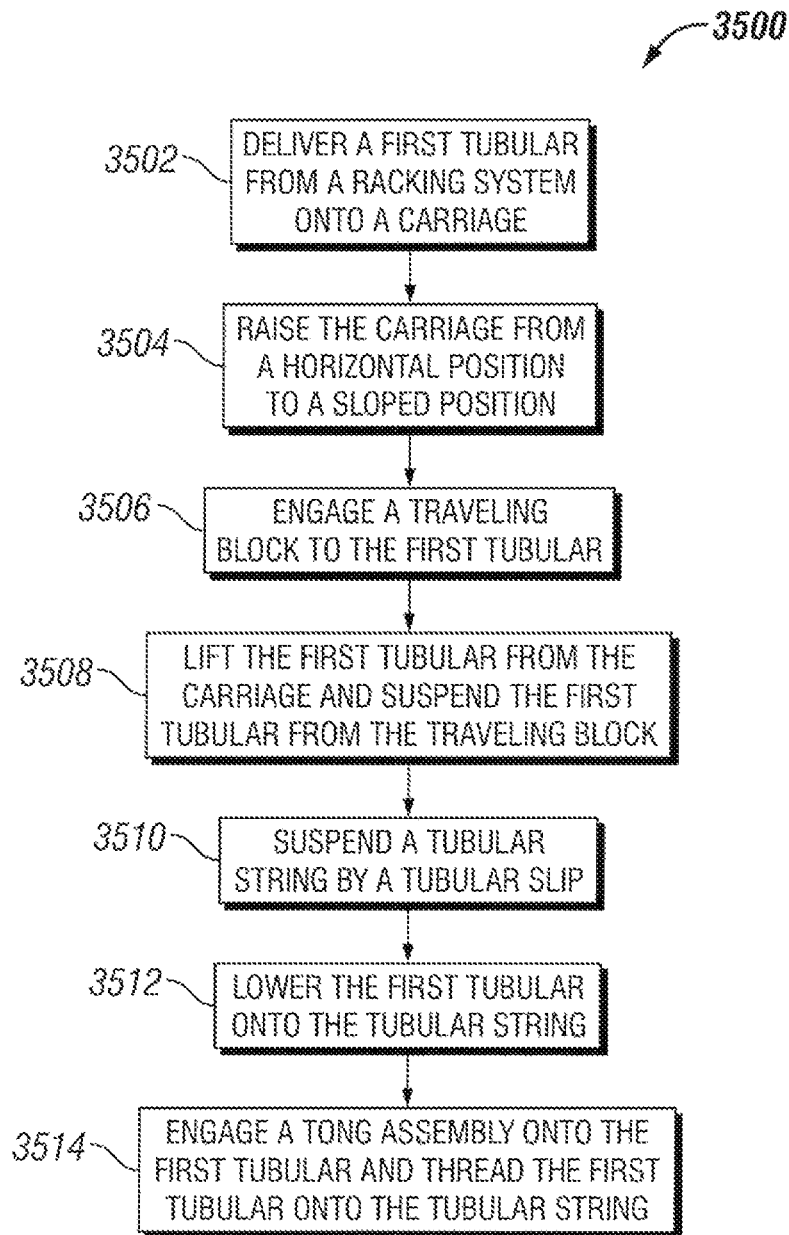 3500
3502
DELIVER A FIRST TUBULAR
FROM A RACKING SYSTEM
ONTO A CARRIAGE
3504
RAISE THE CARRIAGE FROM
A HORIZONTAL POSITION
TO A SLOPED POSITION
3506
ENGAGE A TRAVELING
BLOCK TO THE FIRST TUBULAR
3508
LIFT THE FIRST TUBULAR FROM THE
CARRIAGE AND SUSPEND THE FIRST
TUBULAR FROM THE TRAVELING BLOCK
3510
SUSPEND A TUBULAR
STRING BY A TUBULAR SLIP
3512
LOWER THE FIRST TUBULAR
ONTO THE TUBULAR STRING
3514
ENGAGE A TONG ASSEMBLY ONTO THE
FIRST TUBULAR AND THREAD THE FIRST
TUBULAR ONTO THE TUBULAR STRING